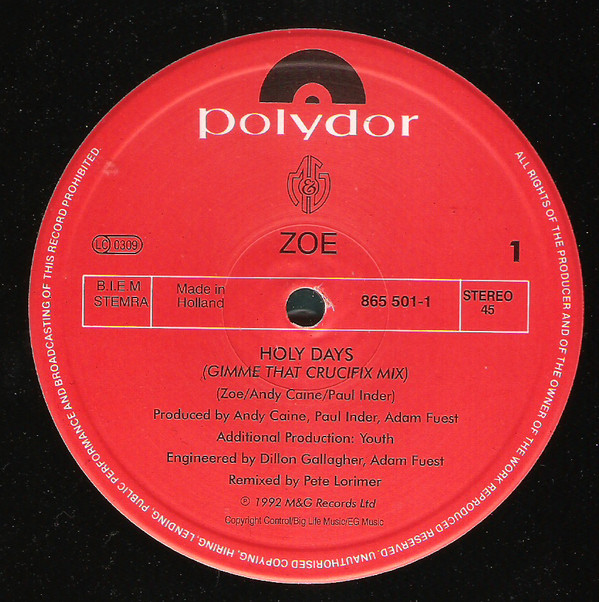 polydor
M&G
ZOE
LC 0309
1
B.I.E.M
STEMRA
Made in
Holland
865 501-1
STEREO
45
HOLY DAYS
(GIMME THAT CRUCIFIX MIX)
(Zoe/Andy Caine/Paul Inder)
Produced by Andy Caine, Paul Inder, Adam Fuest
Additional Production: Youth
Engineered by Dillon Gallagher, Adam Fuest
Remixed by Pete Lorimer
℗ 1992 M&G Records Ltd
Copyright Control/Big Life Music/EG Music
ALL RIGHTS OF THE PRODUCER AND OF THE OWNER OF THE WORK REPRODUCED RESERVED. UNAUTHORISED COPYING, HIRING, LENDING, PUBLIC PERFORMANCE AND BROADCASTING OF THIS RECORD PROHIBITED